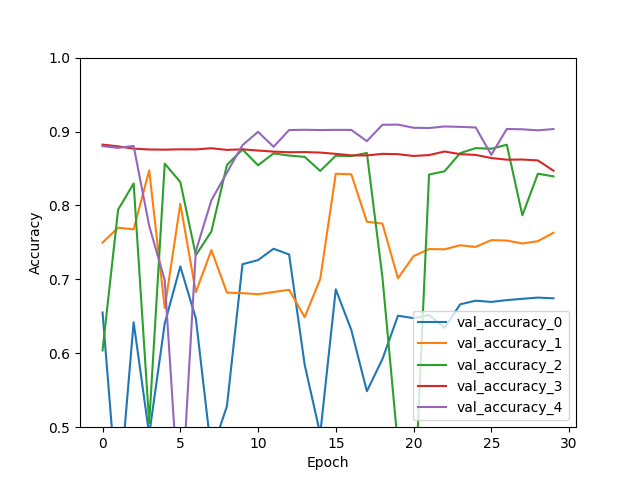 1.0
0.9
0.8
0.7
0.6
0.5
Accuracy
val_accuracy_0
val_accuracy_1
val_accuracy_2
val_accuracy_3
val_accuracy_4
0 5 10 15 20 25 30
Epoch